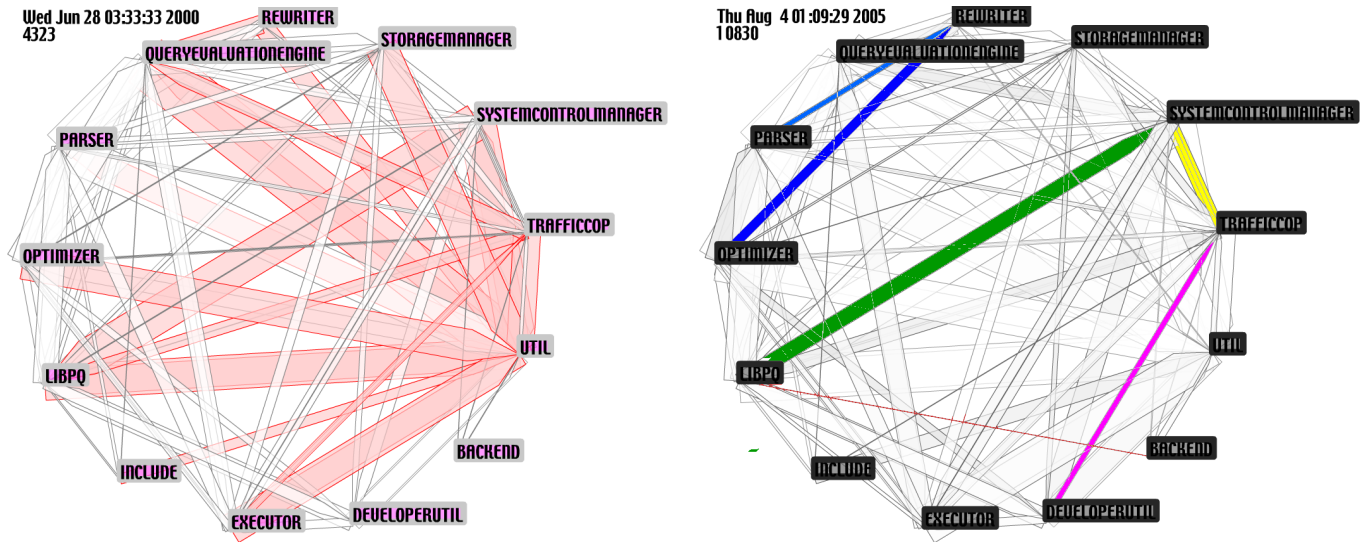 Wed Jun 28 03:33:33 2000
4323
REWRITER
STORAGEMANAGER
QUERYEVALUATIONENGINE
SYSTEMCONTROLMANAGER
PARSER
TRAFFICCOP
OPTIMIZER
UTIL
LIBPQ
BACKEND
INCLUDE
DEVELOPERUTIL
EXECUTOR
Thu Aug 4 01:09:29 2005
10830
REWRITER
STORAGEMANAGER
QUERYEVALUATIONENGINE
SYSTEMCONTROLMANAGER
PARSER
TRAFFICCOP
OPTIMIZER
UTIL
LIBPQ
BACKEND
INCLUDE
DEVELOPERUTIL
EXECUTOR